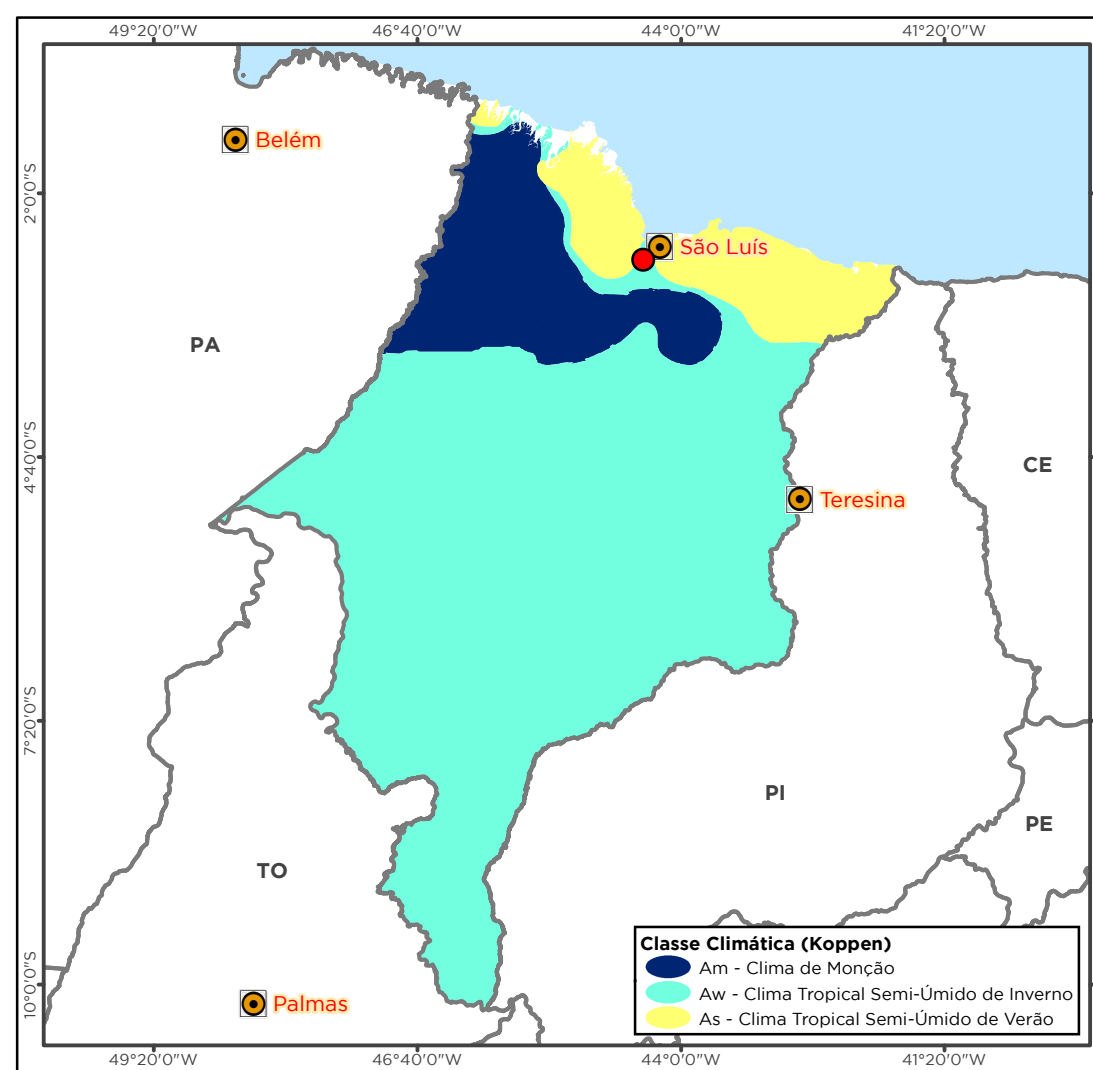 49°20'0"W 46°40'0"W 44°0'0"W 41°20'0"W
Belém
2°0'0"S
São Luís
PA
4°40'0"S
CE
Teresina
7°20'0"S
PI
PE
TO
10°0'0"S
Palmas
Classe Climática (Koppen)
Am - Clima de Monção
Aw - Clima Tropical Semi-Úmido de Inverno
As - Clima Tropical Semi-Úmido de Verão
49°20'0"W 46°40'0"W 44°0'0"W 41°20'0"W